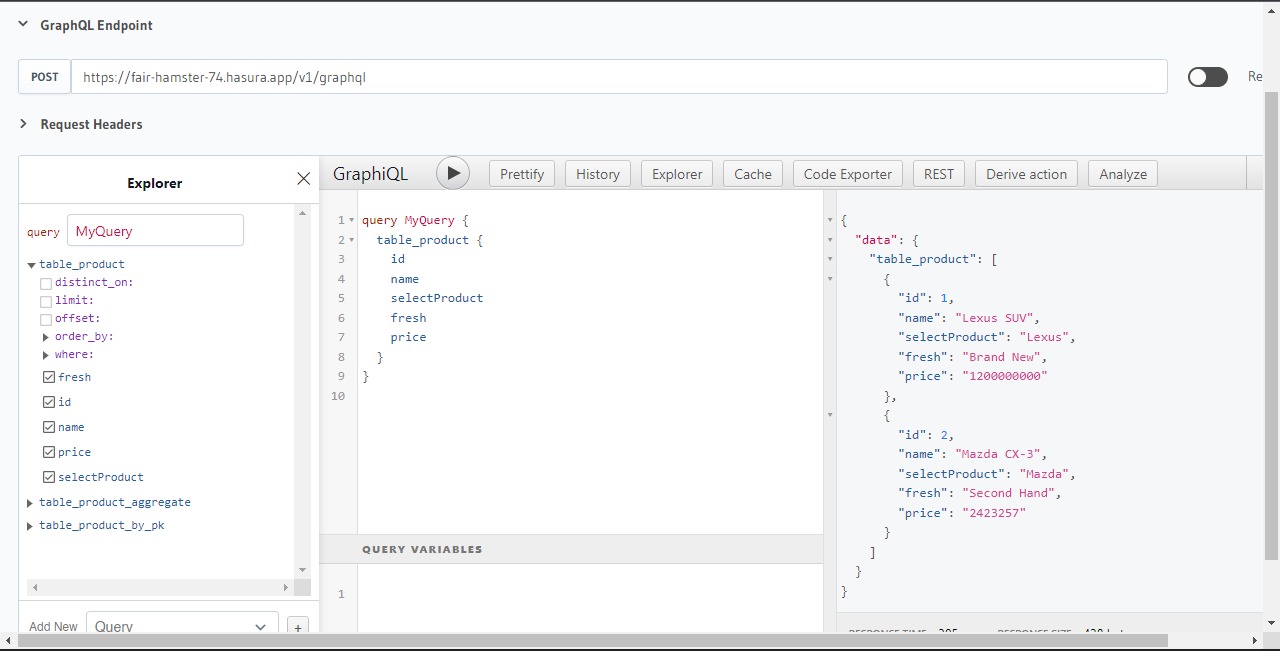 GraphQL Endpoint
POST https://fair-hamster-74.hasura.app/v1/graphql Re
Request Headers
Explorer
GraphiQL Prettify History Explorer Cache Code Exporter REST Derive action Analyze
query MyQuery
table_product
distinct_on:
limit:
offset:
order_by:
where:
fresh
id
name
price
selectProduct
table_product_aggregate
table_product_by_pk
Add New Query +
1 query MyQuery {
2 table_product {
3 id
4 name
5 selectProduct
6 fresh
7 price
8 }
9 }
10
QUERY VARIABLES
1
{
"data": {
"table_product": [
{
"id": 1,
"name": "Lexus SUV",
"selectProduct": "Lexus",
"fresh": "Brand New",
"price": "1200000000"
},
{
"id": 2,
"name": "Mazda CX-3",
"selectProduct": "Mazda",
"fresh": "Second Hand",
"price": "2423257"
}
]
}
}
RESPONSE TIME RESPONSE SIZE